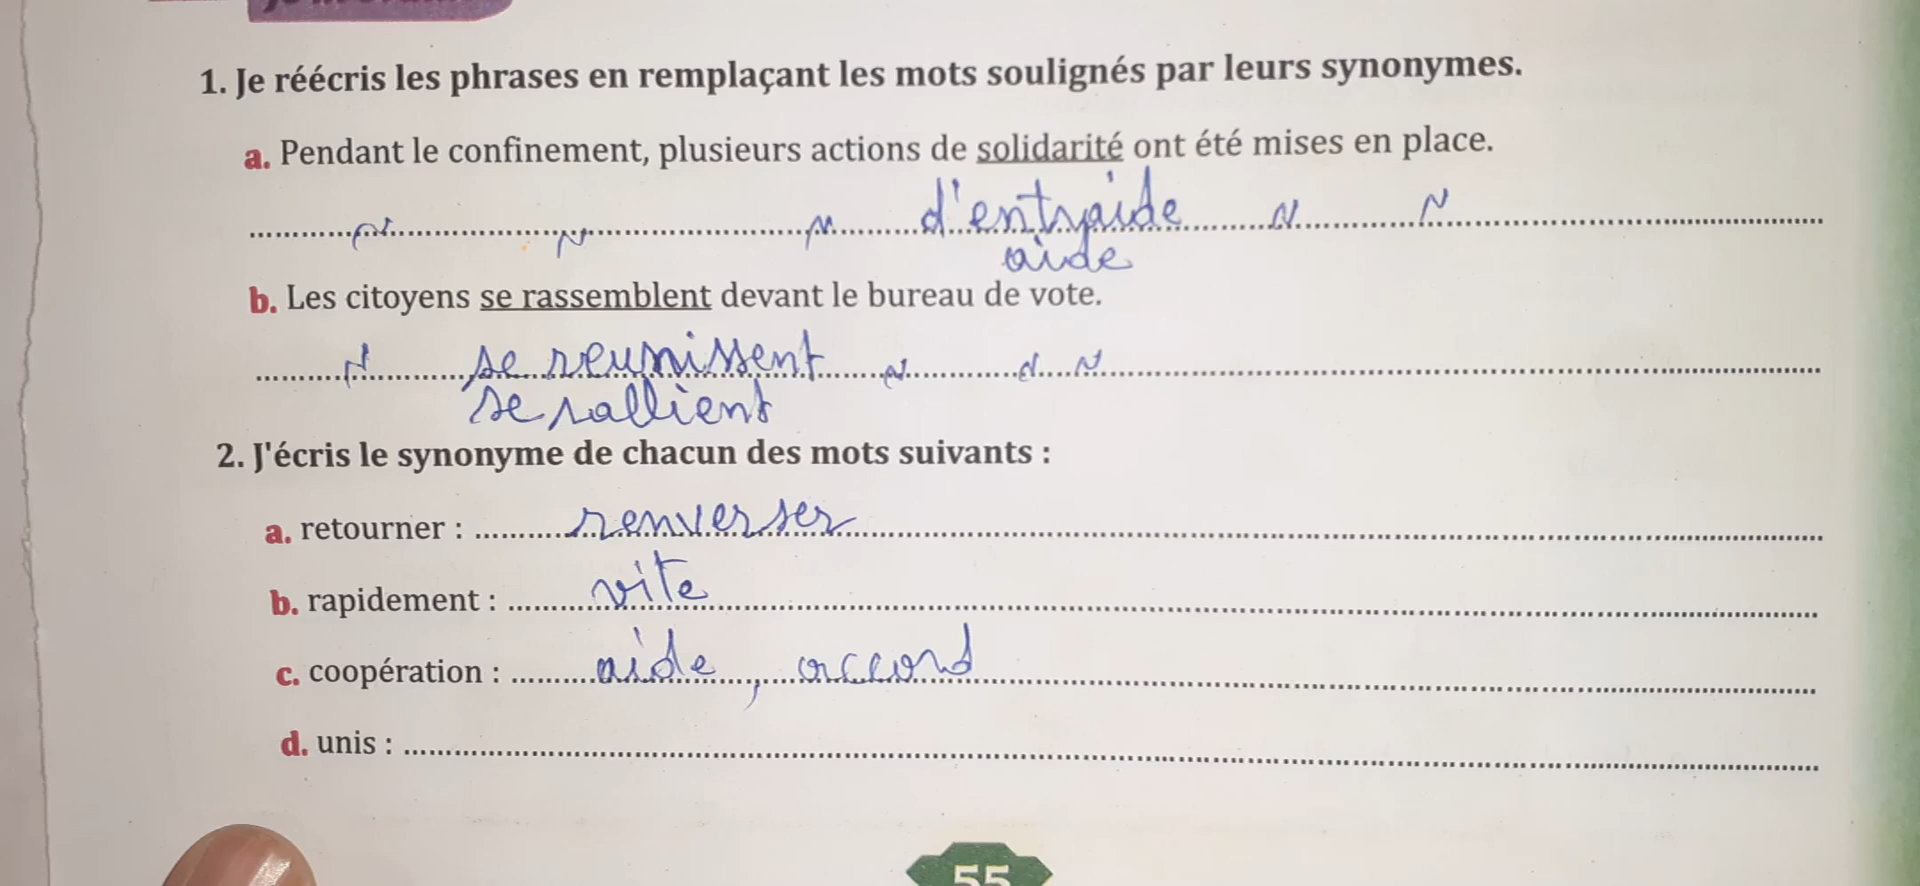 1. Je réécris les phrases en remplaçant les mots soulignés par leurs synonymes.
a. Pendant le confinement, plusieurs actions de solidarité ont été mises en place.
d'entraide
aide
b. Les citoyens se rassemblent devant le bureau de vote.
se reunissent
se rallient
2. J'écris le synonyme de chacun des mots suivants :
a. retourner : renverser
b. rapidement : vite
c. coopération : aide, accord
d. unis :
55